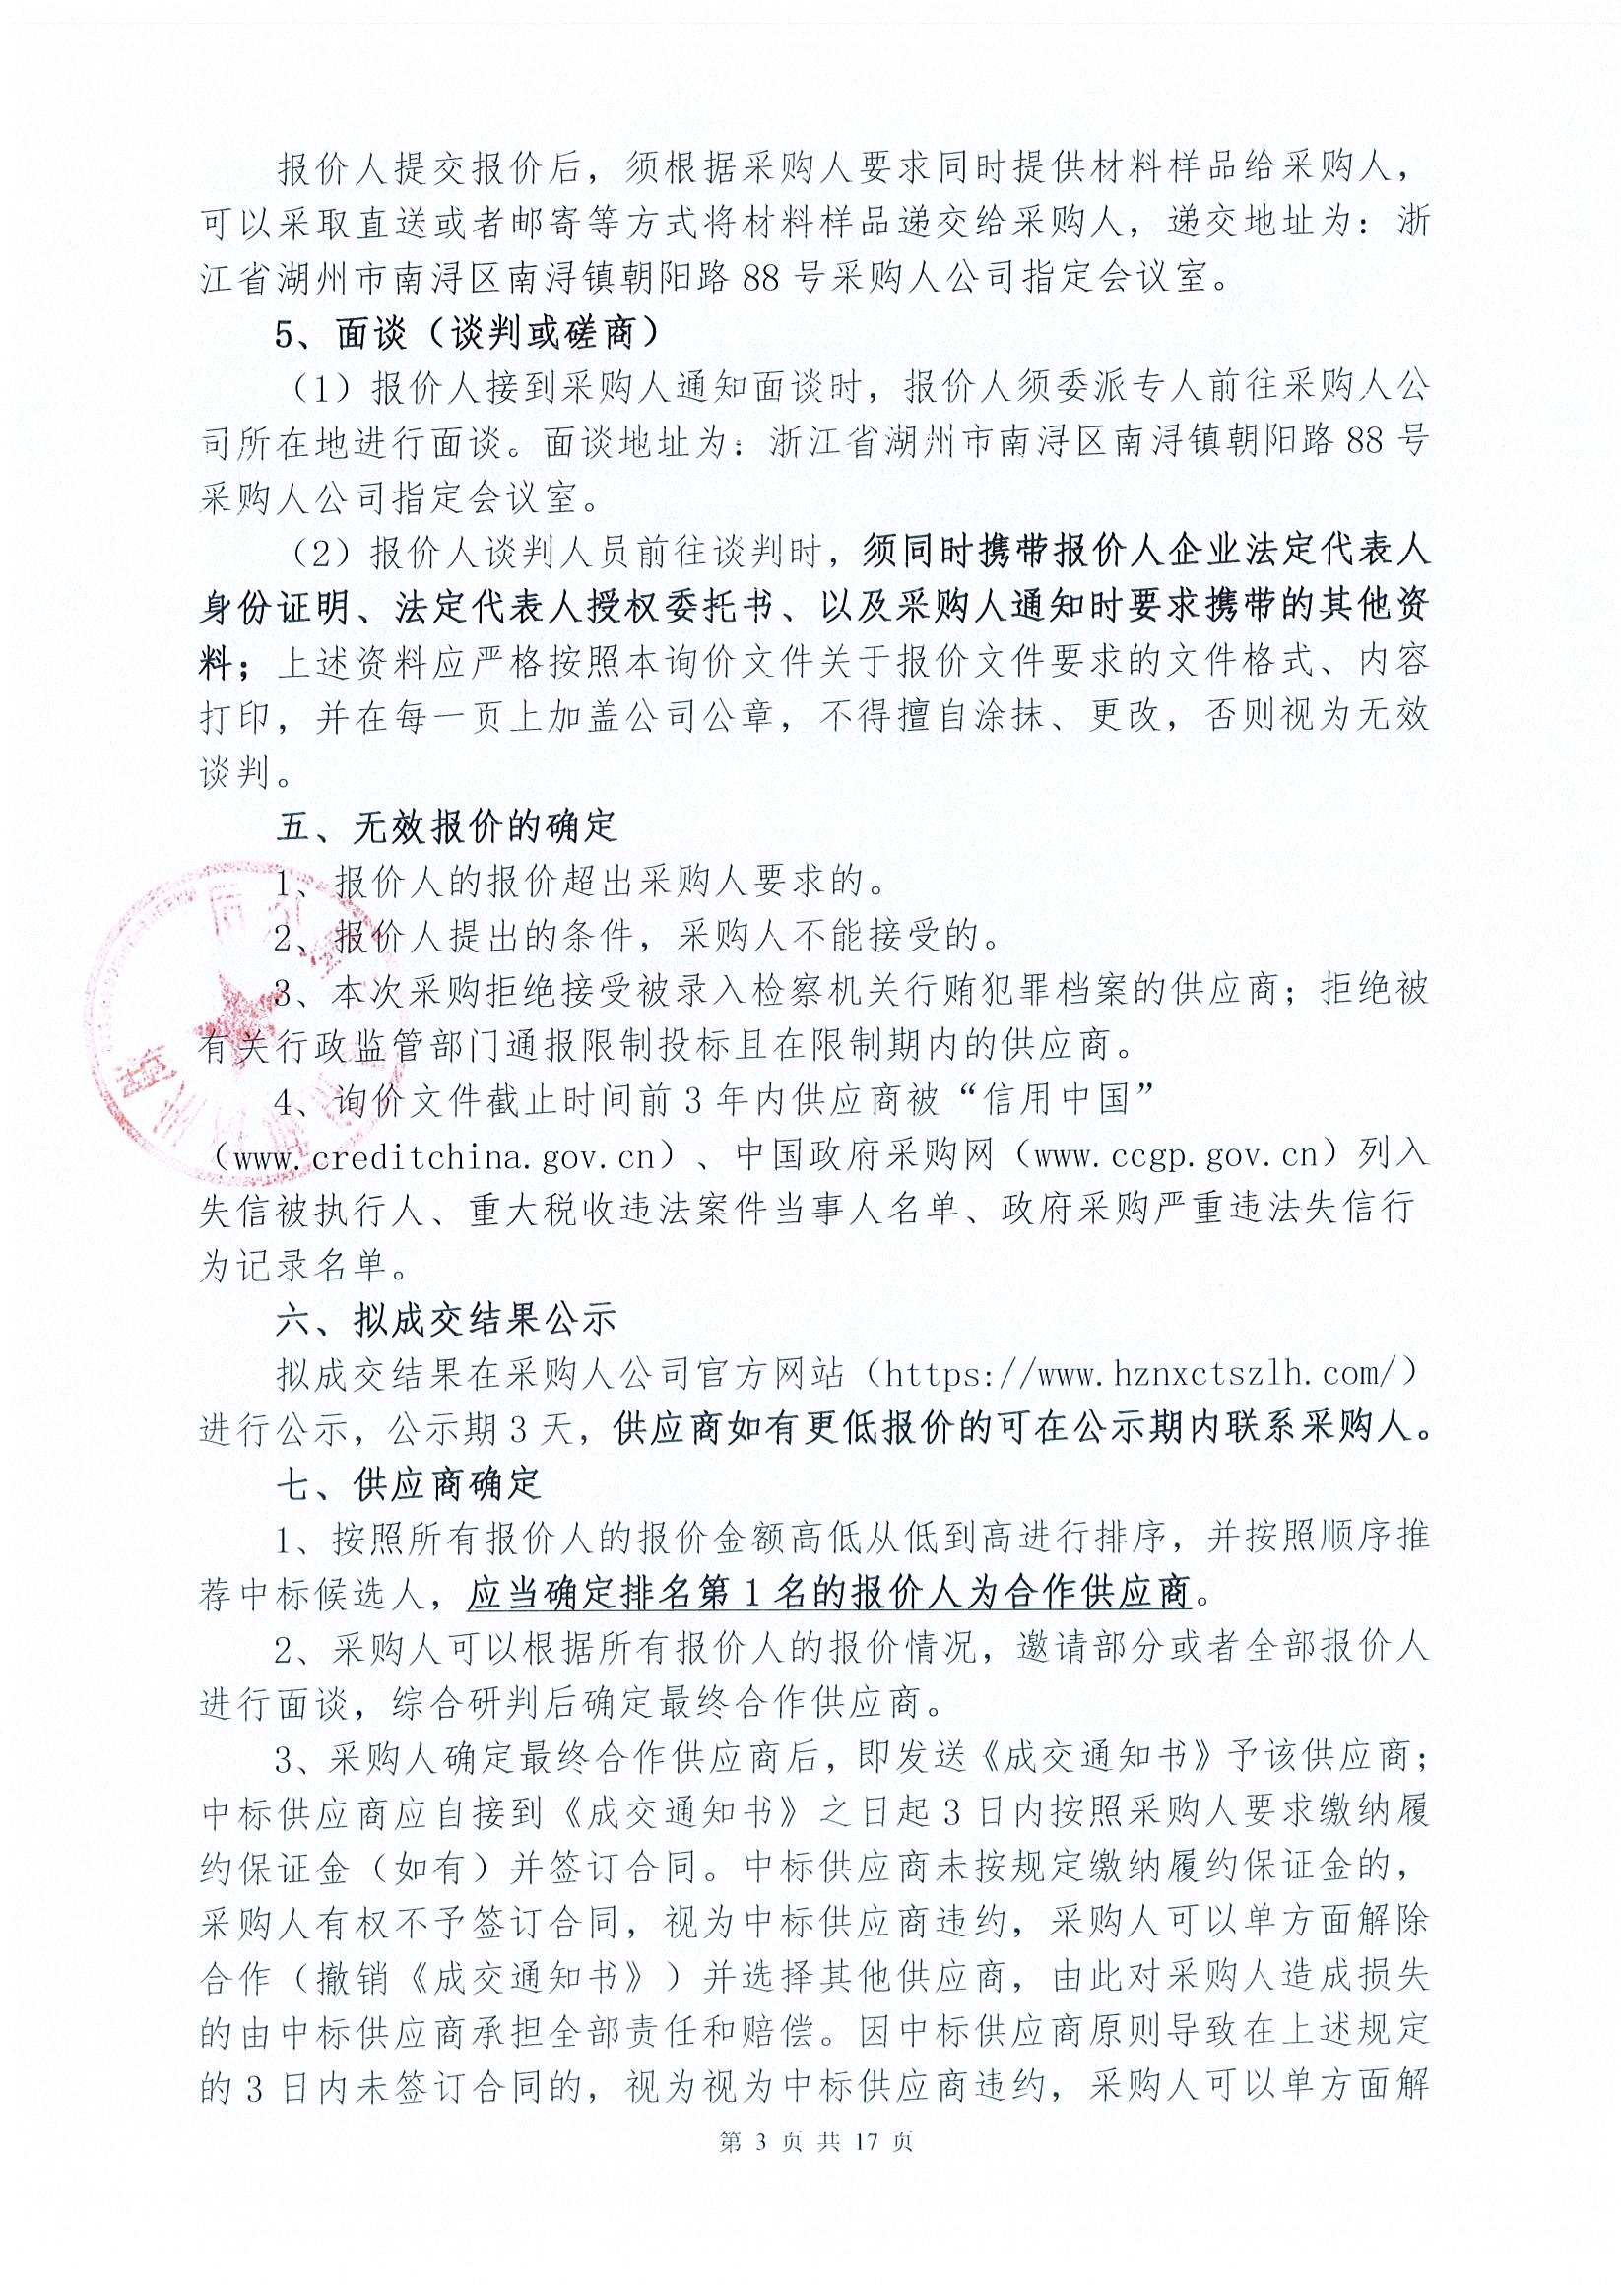 报价人提交报价后，须根据采购人要求同时提供材料样品给采购人，
可以采取直送或者邮寄等方式将材料样品递交给采购人，递交地址为：浙
江省湖州市南浔区南浔镇朝阳路 88 号采购人公司指定会议室。
5、面谈（谈判或磋商）
（1）报价人接到采购人通知面谈时，报价人须委派专人前往采购人公
司所在地进行面谈。面谈地址为：浙江省湖州市南浔区南浔镇朝阳路 88 号
采购人公司指定会议室。
（2）报价人谈判人员前往谈判时，须同时携带报价人企业法定代表人
身份证明、法定代表人授权委托书、以及采购人通知时要求携带的其他资
料；上述资料应严格按照本询价文件关于报价文件要求的文件格式、内容
打印，并在每一页上加盖公司公章，不得擅自涂抹、更改，否则视为无效
谈判。
五、无效报价的确定
1、报价人的报价超出采购人要求的。
2、报价人提出的条件，采购人不能接受的。
3、本次采购拒绝接受被录入检察机关行贿犯罪档案的供应商；拒绝被
有关行政监管部门通报限制投标且在限制期内的供应商。
4、询价文件截止时间前 3 年内供应商被“信用中国”
（www.creditchina.gov.cn）、中国政府采购网（www.ccgp.gov.cn）列入
失信被执行人、重大税收违法案件当事人名单、政府采购严重违法失信行
为记录名单。
六、拟成交结果公示
拟成交结果在采购人公司官方网站（https://www.hznxctszlh.com/）
进行公示，公示期 3 天，供应商如有更低报价的可在公示期内联系采购人。
七、供应商确定
1、按照所有报价人的报价金额高低从低到高进行排序，并按照顺序推
荐中标候选人，应当确定排名第 1 名的报价人为合作供应商。
2、采购人可以根据所有报价人的报价情况，邀请部分或者全部报价人
进行面谈，综合研判后确定最终合作供应商。
3、采购人确定最终合作供应商后，即发送《成交通知书》予该供应商；
中标供应商应自接到《成交通知书》之日起 3 日内按照采购人要求缴纳履
约保证金（如有）并签订合同。中标供应商未按规定缴纳履约保证金的，
采购人有权不予签订合同，视为中标供应商违约，采购人可以单方面解除
合作（撤销《成交通知书》）并选择其他供应商，由此对采购人造成损失
的由中标供应商承担全部责任和赔偿。因中标供应商原则导致在上述规定
的 3 日内未签订合同的，视为视为中标供应商违约，采购人可以单方面解
第 3 页 共 17 页